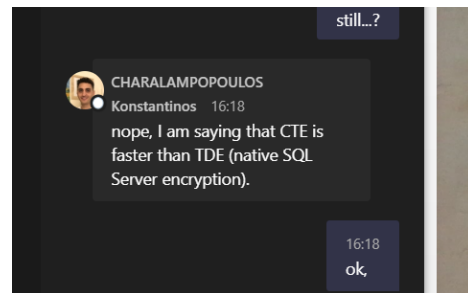 still...?
CHARALAMPOPOULOS
Konstantinos 16:18
nope, I am saying that CTE is
faster than TDE (native SQL
Server encryption).
16:18
ok,